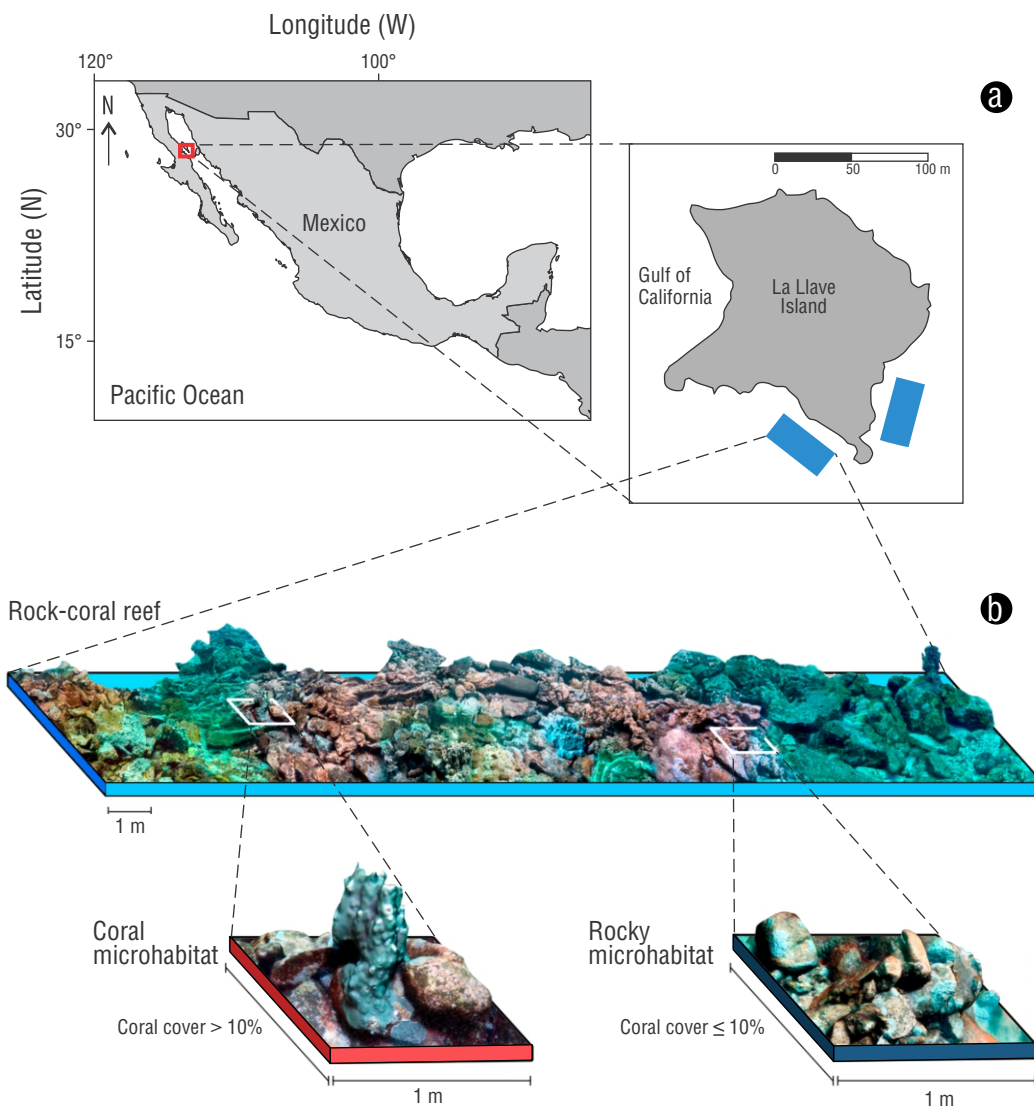 Longitude (W)
120°
100°
a
N
30°
0
50
100 m
Latitude (N)
Mexico
Gulf of
California
La Llave
Island
15°
Pacific Ocean
Rock-coral reef
b
1 m
Coral
microhabitat
Rocky
microhabitat
Coral cover > 10%
Coral cover ≤ 10%
1 m
1 m